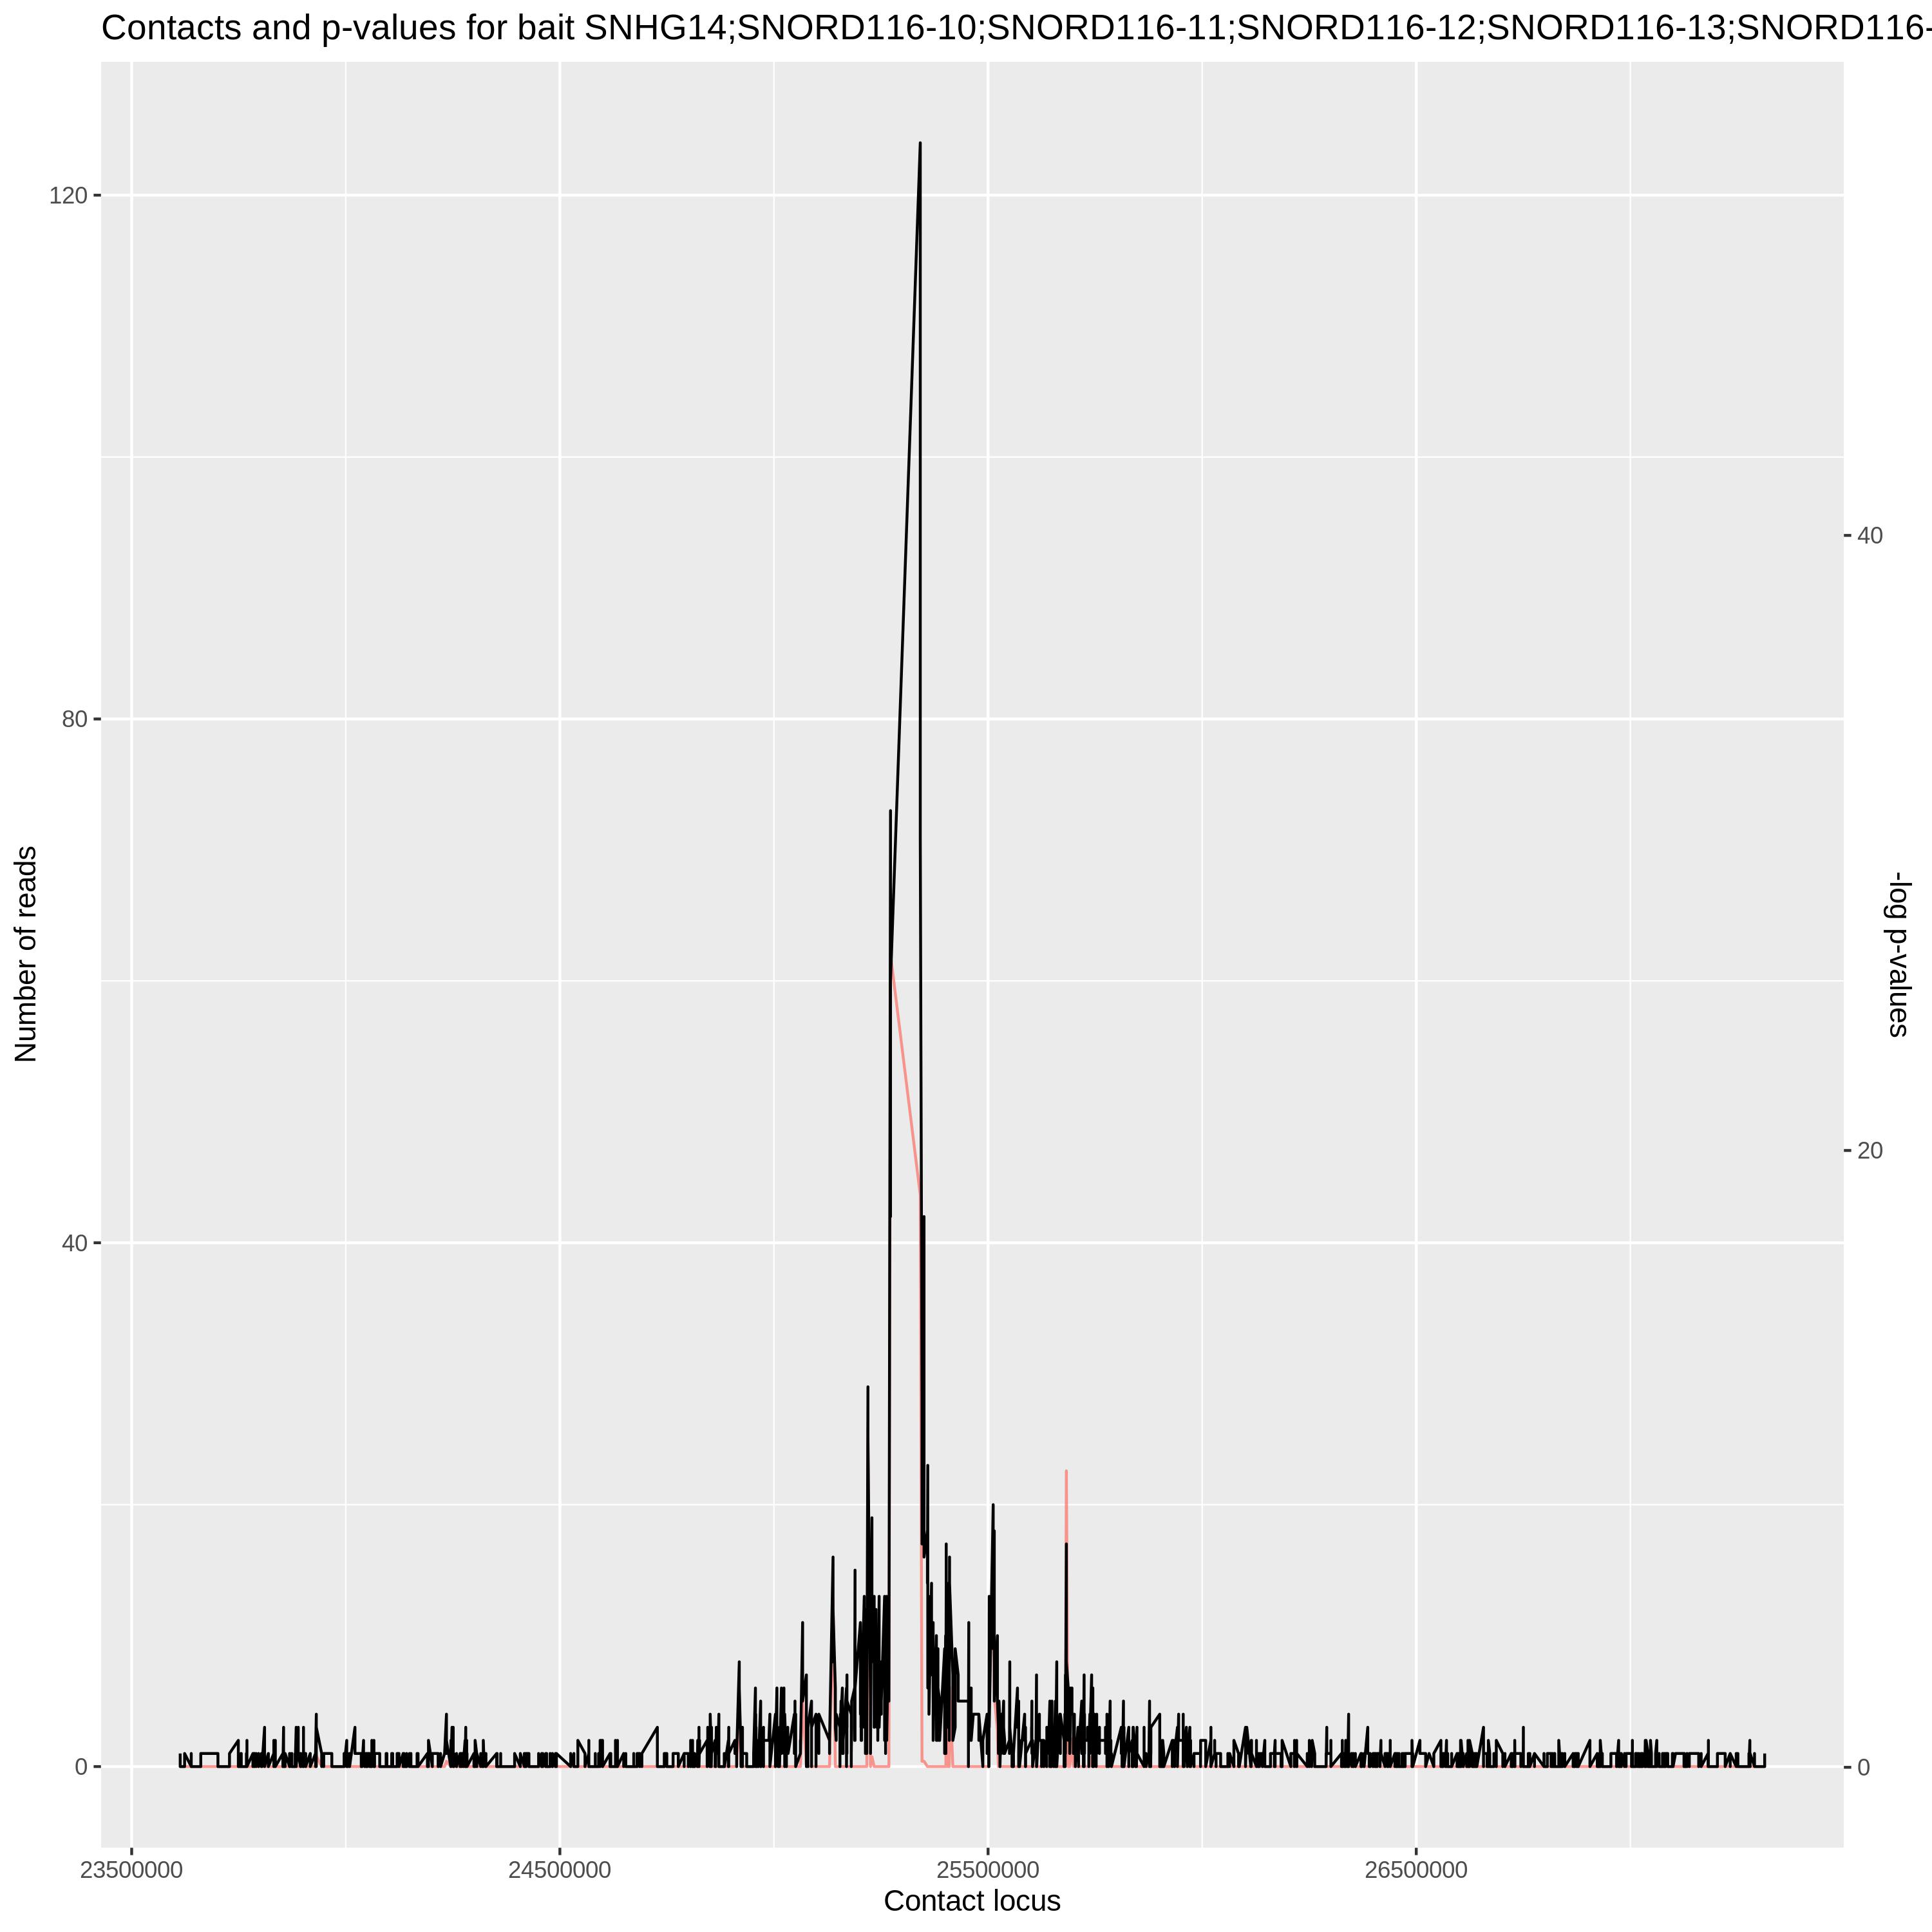 Contacts and p-values for bait SNHG14;SNORD116-10;SNORD116-11;SNORD116-12;SNORD116-13;SNORD116-
120
80
40
0
Number of reads
40
20
0
-log p-values
23500000
24500000
25500000
26500000
Contact locus